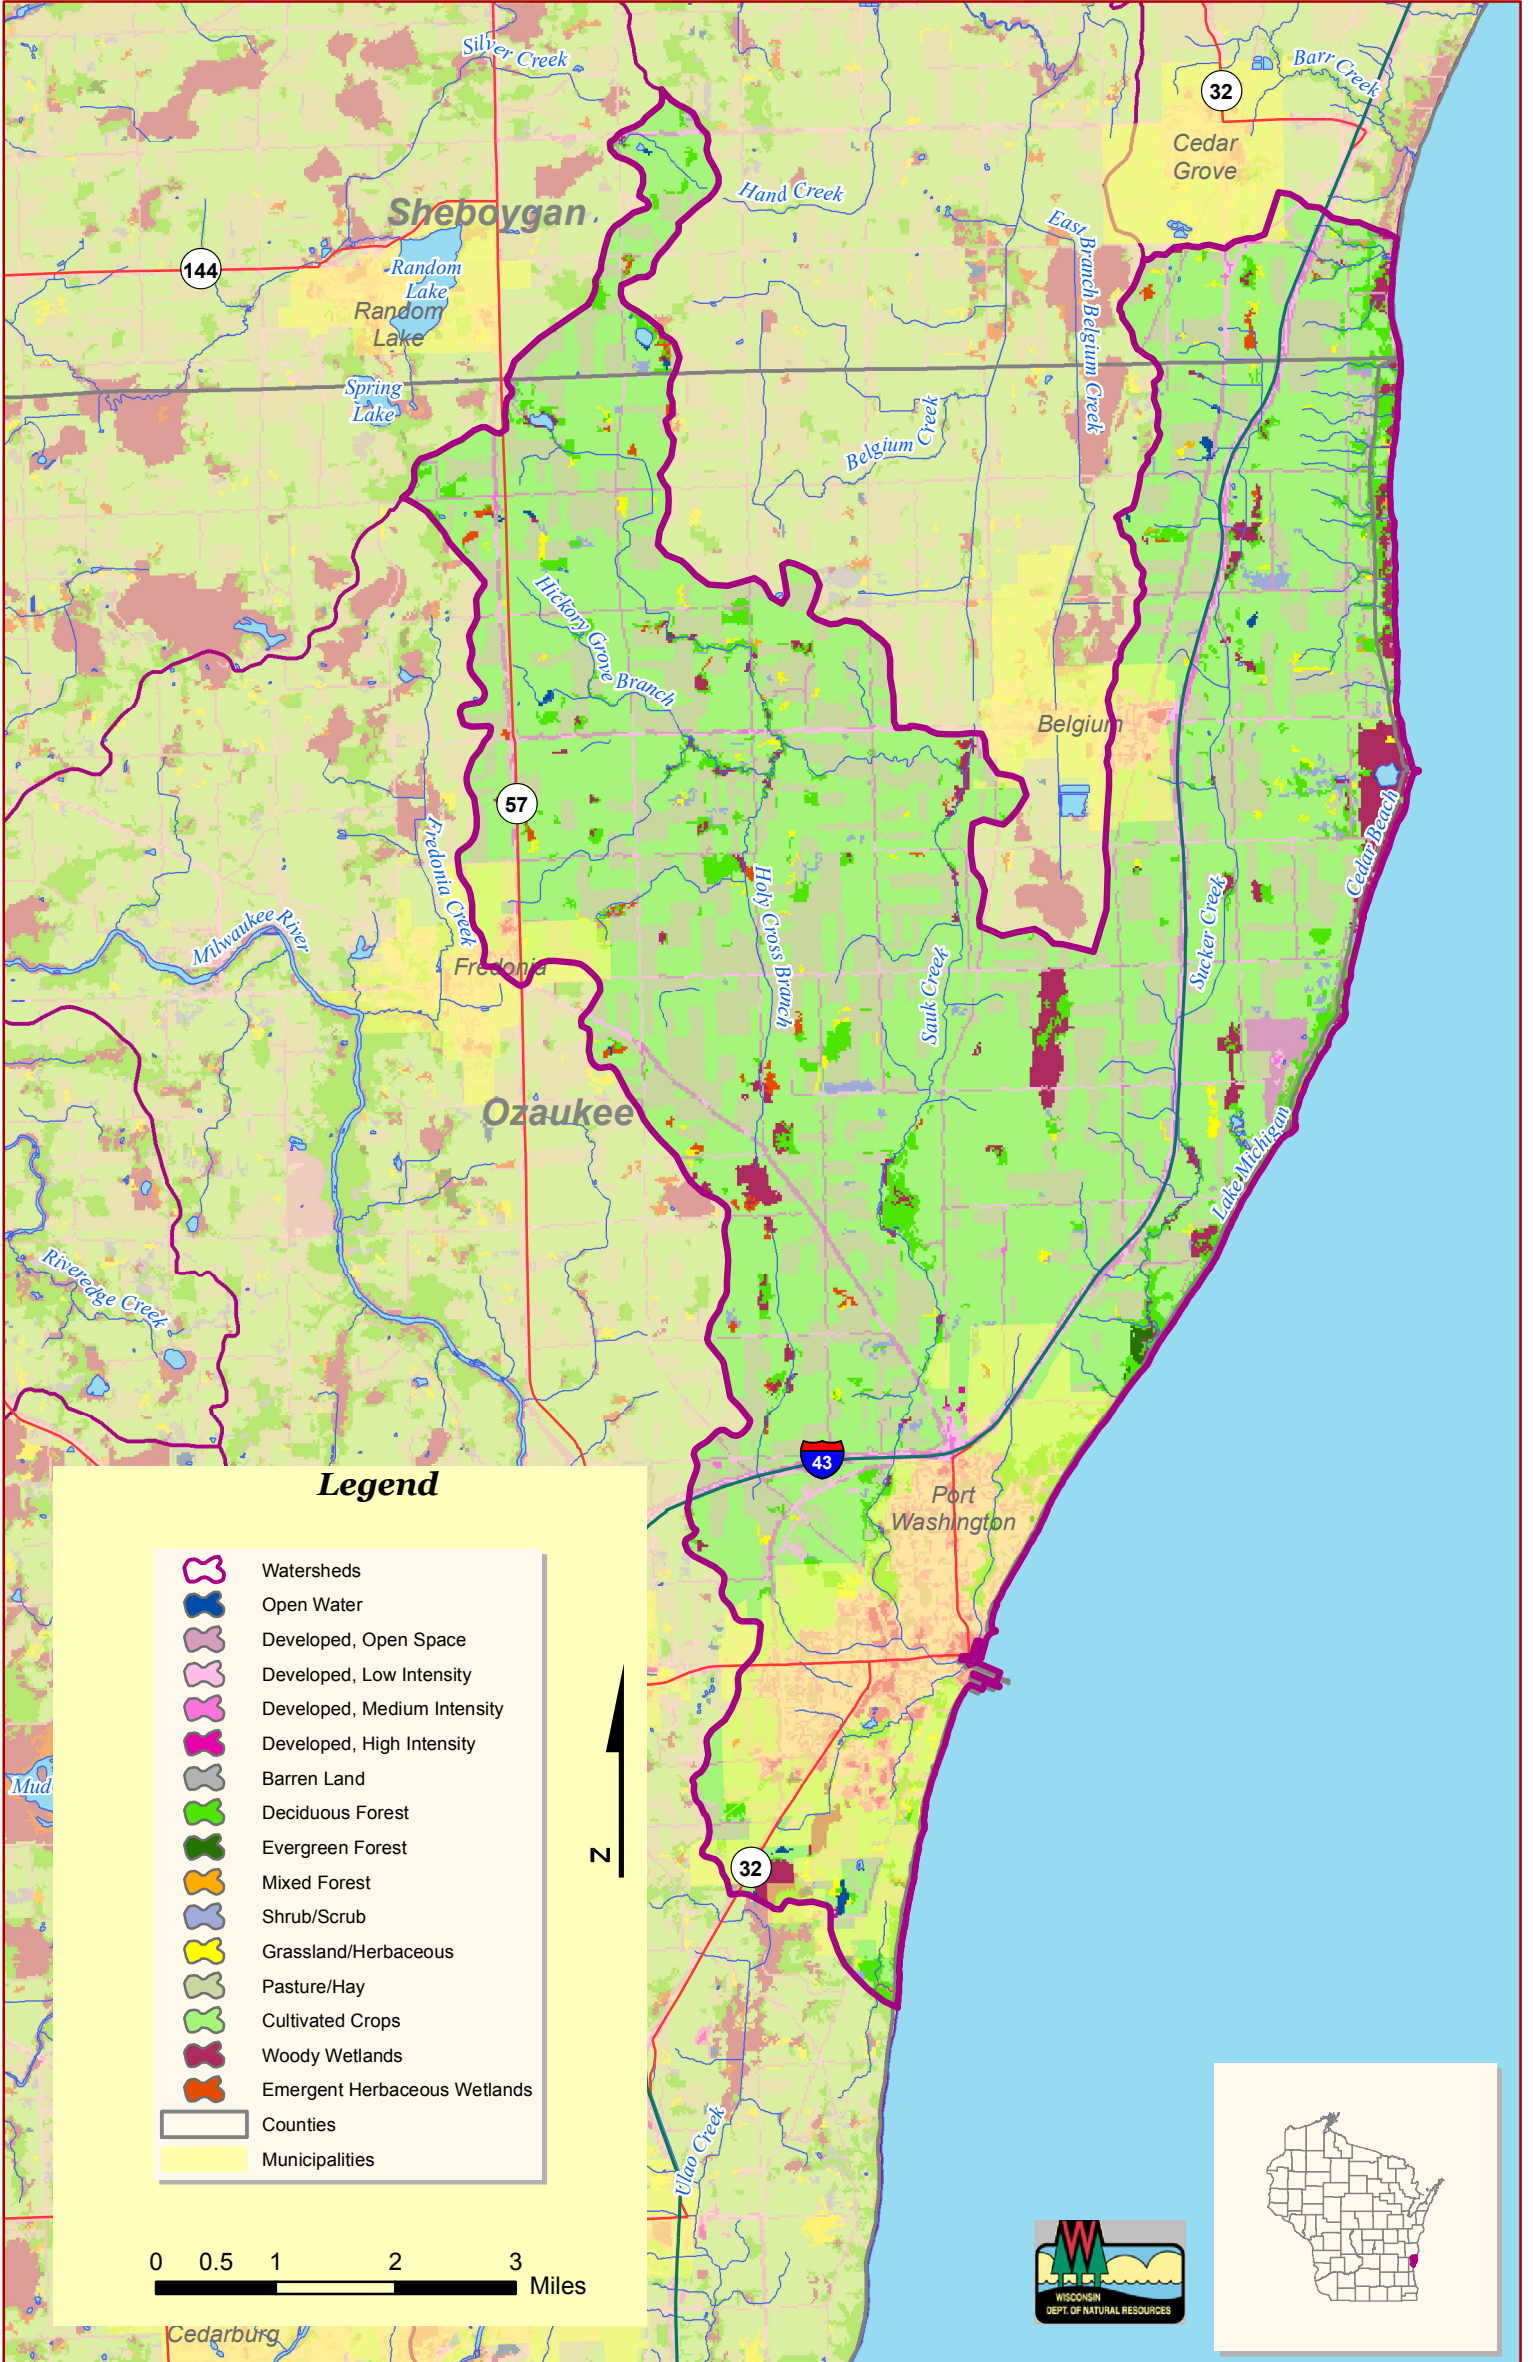 Silver Creek
Barr Creek
32
Cedar
Grove
Hand Creek
Sheboygan
East Branch Belgium Creek
144
Random
Lake
Random
Lake
Spring
Lake
Belgium Creek
Hickory Grove Branch
Belgium
57
Cedar Beach
Fredonia Creek
Holy Cross Branch
Sucker Creek
Milwaukee River
Sauk Creek
Fredonia
Ozaukee
Lake Michigan
Riveredge Creek
43
Port
Washington
Legend
Watersheds
Open Water
Developed, Open Space
Developed, Low Intensity
Developed, Medium Intensity
Developed, High Intensity
Barren Land
Deciduous Forest
Evergreen Forest
Mixed Forest
Shrub/Scrub
Grassland/Herbaceous
Pasture/Hay
Cultivated Crops
Woody Wetlands
Emergent Herbaceous Wetlands
Counties
Municipalities
0 0.5 1 2 3
Miles
N
Mud
32
Ulao Creek
Cedarburg
W
WISCONSIN
DEPT. OF NATURAL RESOURCES